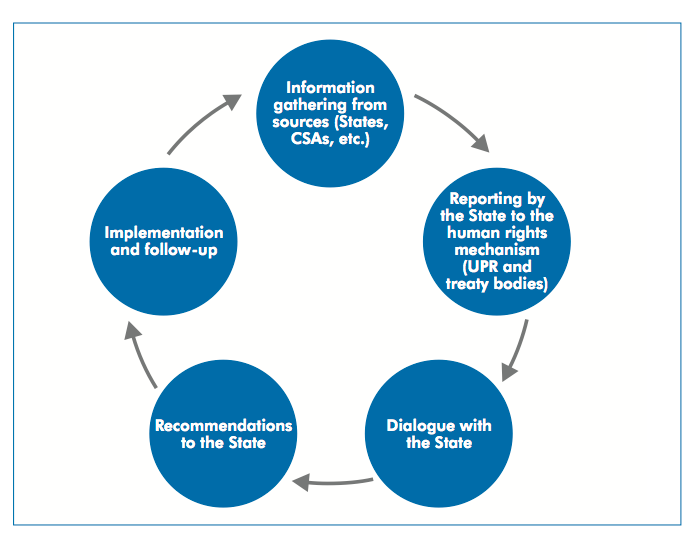 Information
gathering from
sources (States,
CSAs, etc.)
Reporting by
the State to the
human rights
mechanism
(UPR and
treaty bodies)
Dialogue with
the State
Recommendations
to the State
Implementation
and follow-up